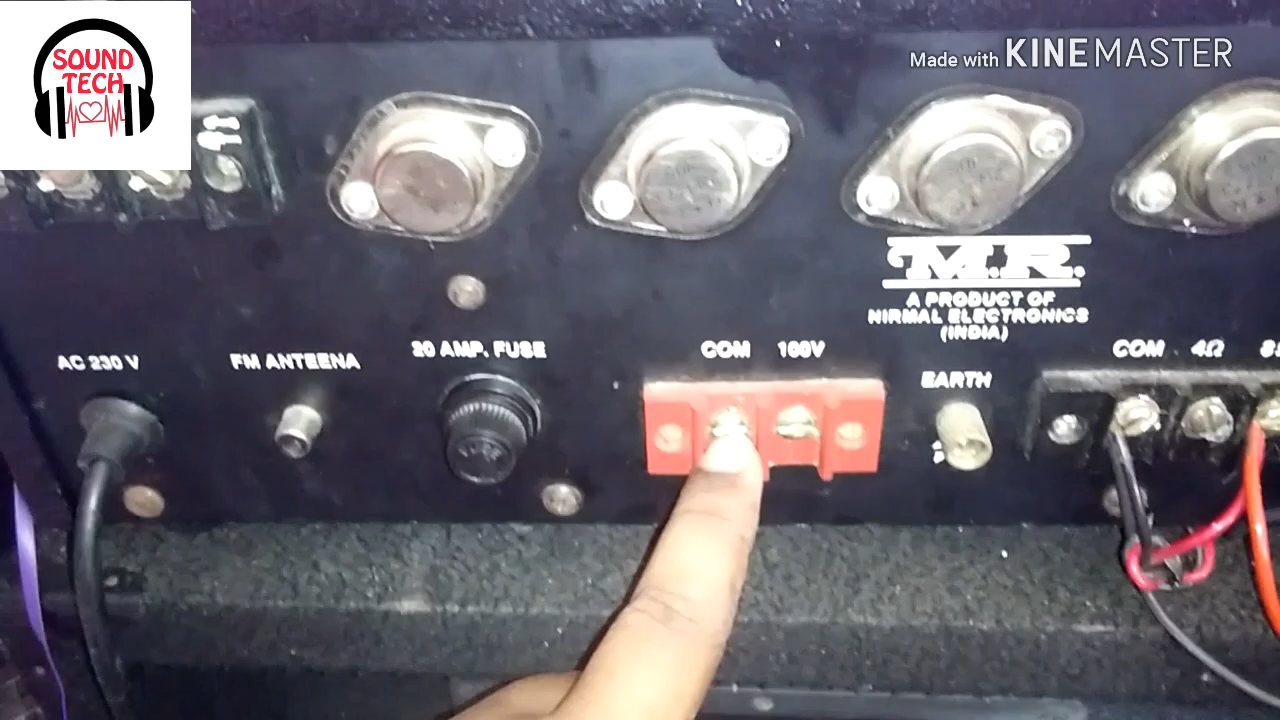 SOUND
TECH
Made with KINEMASTER
M.R.
A PRODUCT OF
NIRMAL ELECTRONICS
(INDIA)
AC 230 V
FM ANTEENA
20 AMP. FUSE
COM 100V
EARTH
COM 4Ω